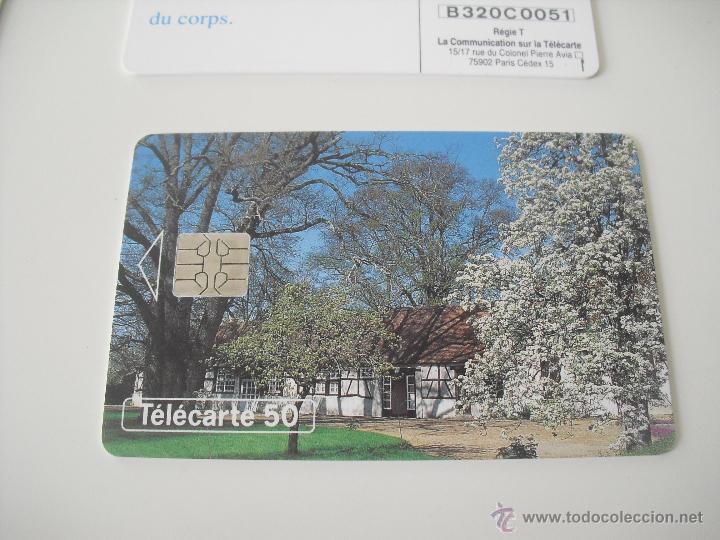 du corps.
B320C0051
Régie T
La Communication sur la Télécarte
15/17 rue du Colonel Pierre Avia
75902 Paris Cédex 15
Télécarte 50
www.todocoleccion.net